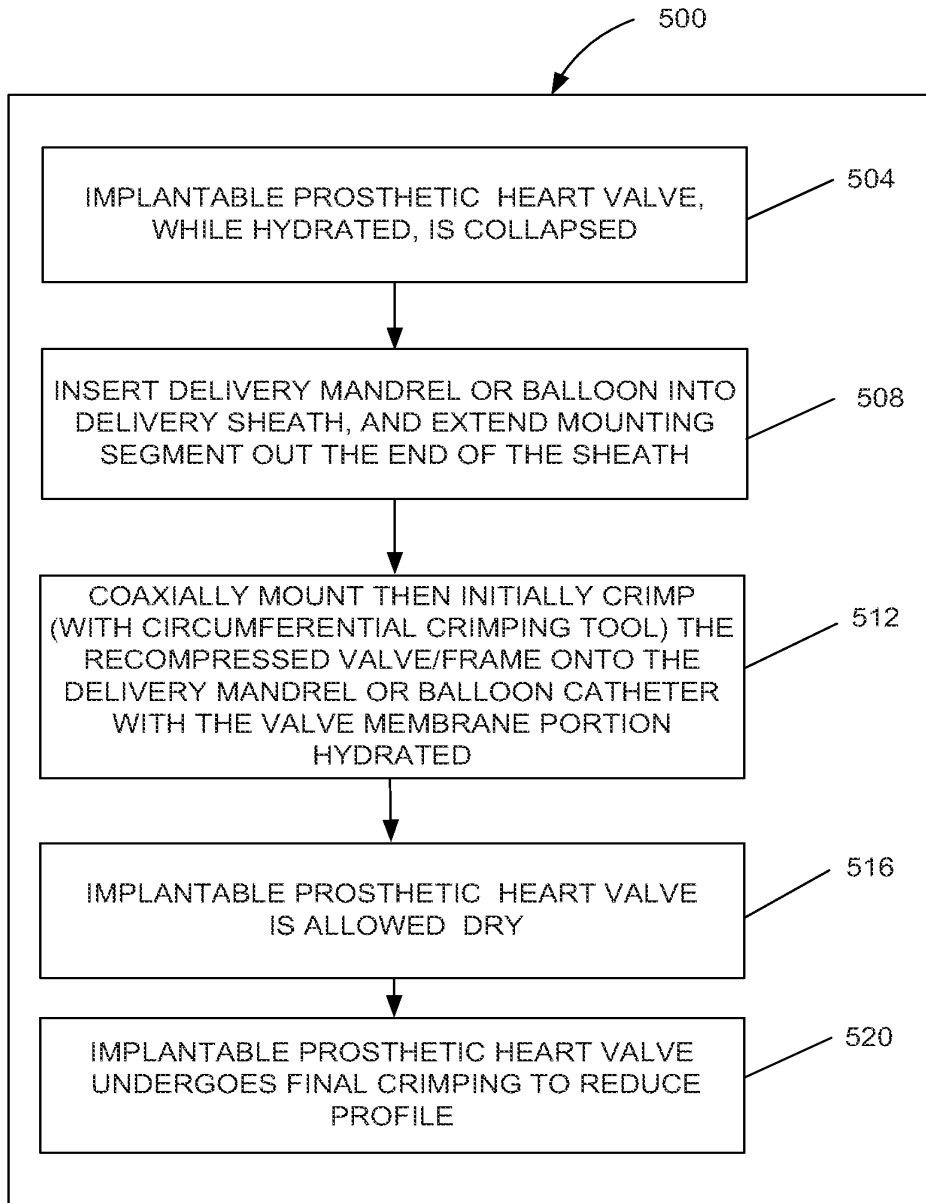 500
IMPLANTABLE PROSTHETIC HEART VALVE,
WHILE HYDRATED, IS COLLAPSED
504
INSERT DELIVERY MANDREL OR BALLOON INTO
DELIVERY SHEATH, AND EXTEND MOUNTING
SEGMENT OUT THE END OF THE SHEATH
508
COAXIALLY MOUNT THEN INITIALLY CRIMP
(WITH CIRCUMFERENTIAL CRIMPING TOOL) THE
RECOMPRESSED VALVE/FRAME ONTO THE
DELIVERY MANDREL OR BALLOON CATHETER
WITH THE VALVE MEMBRANE PORTION
HYDRATED
512
IMPLANTABLE PROSTHETIC HEART VALVE
IS ALLOWED DRY
516
IMPLANTABLE PROSTHETIC HEART VALVE
UNDERGOES FINAL CRIMPING TO REDUCE
PROFILE
520